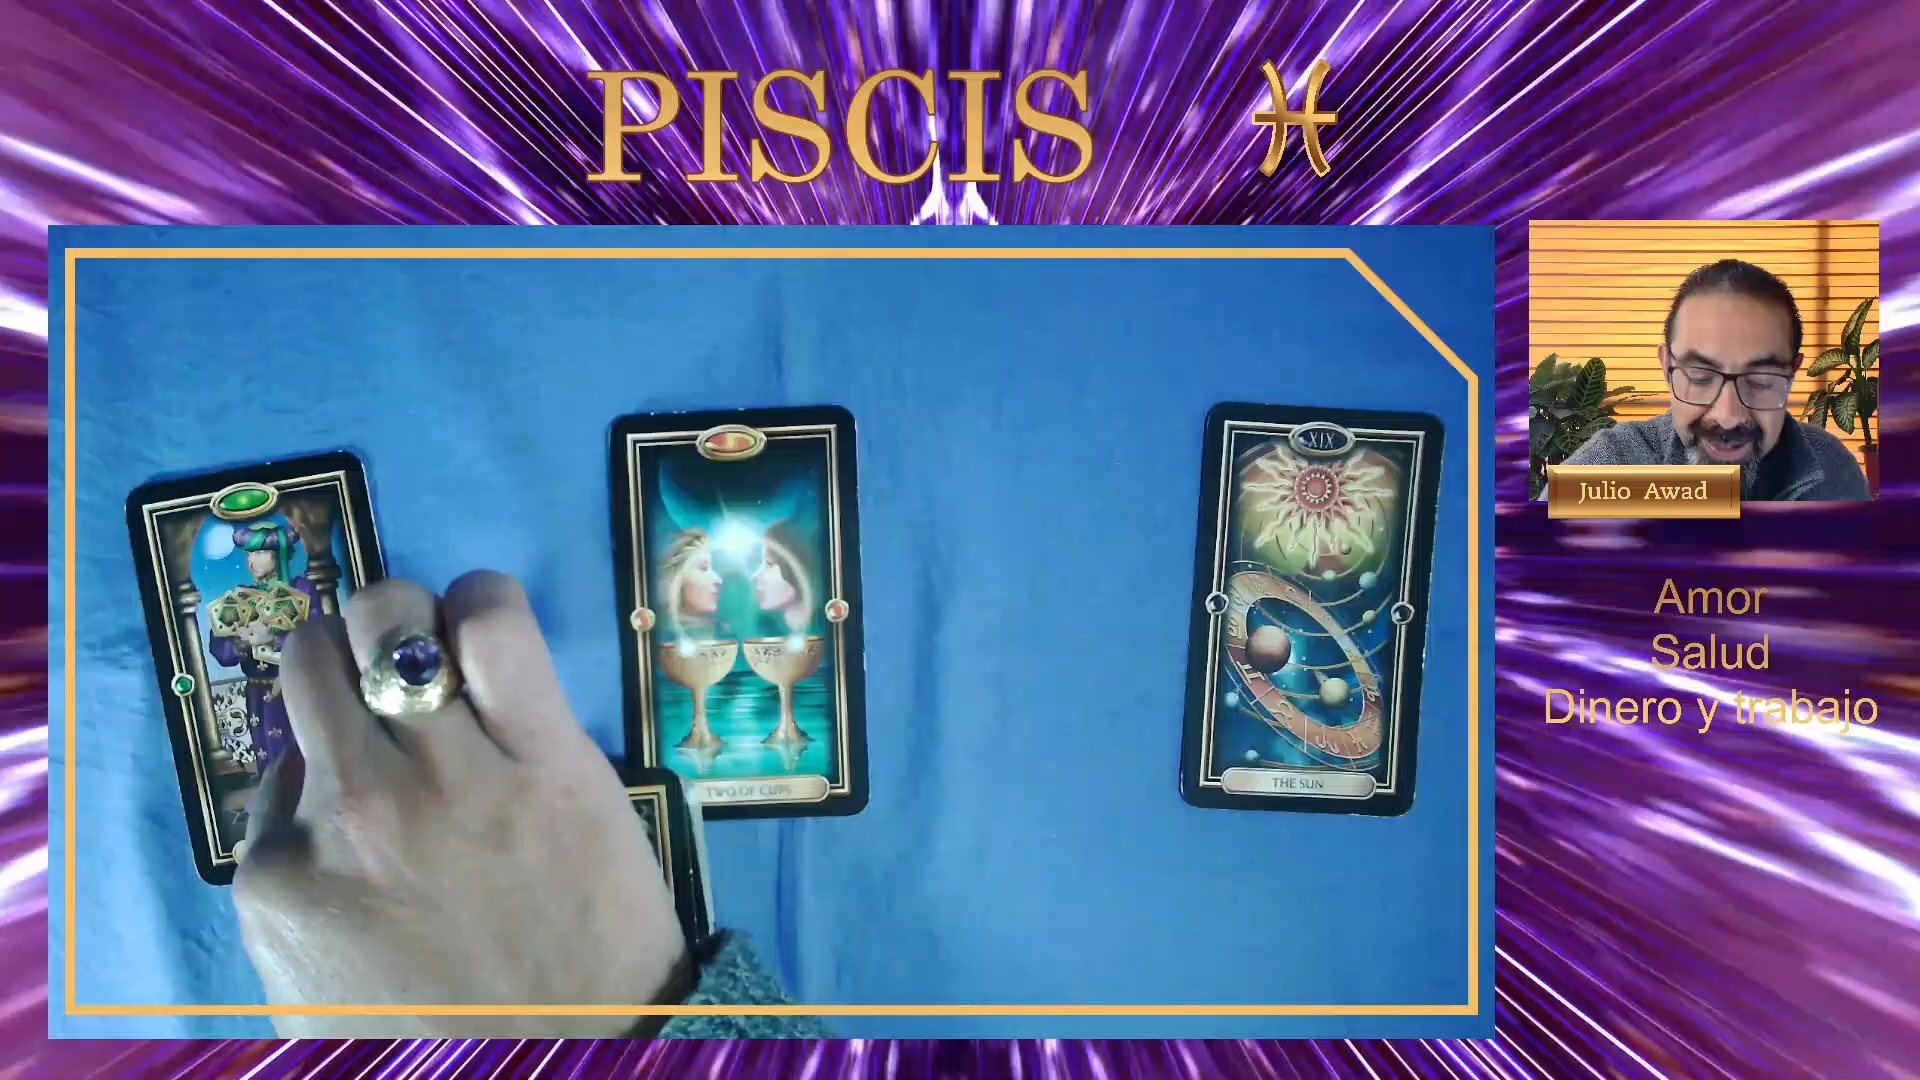 PISCIS
XIX
TWO OF CUPS
THE SUN
Julio Awad
Amor
Salud
Dinero y trabajo